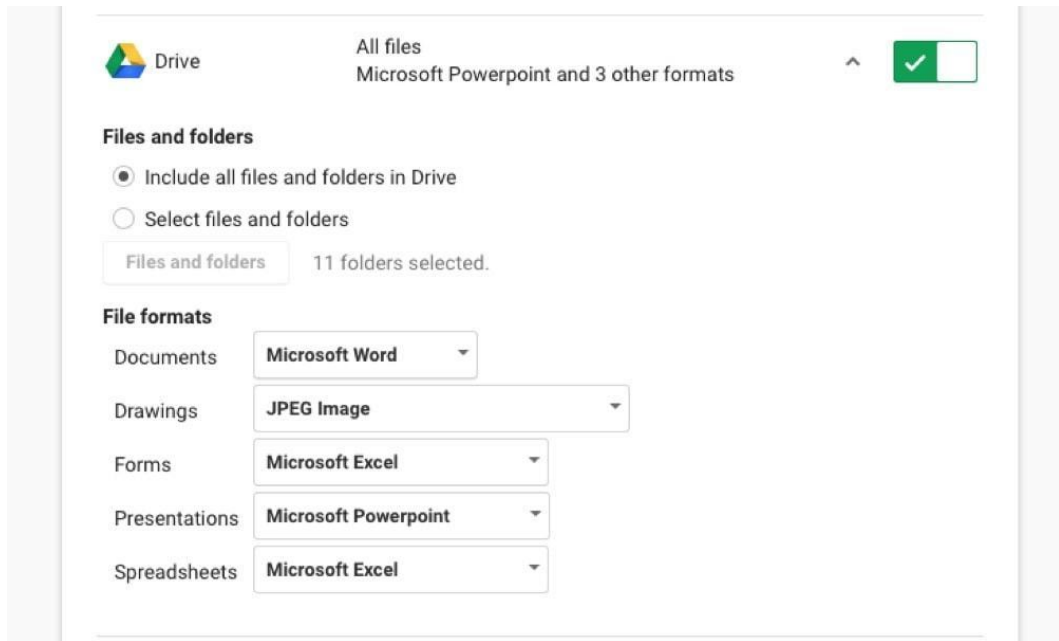 Drive
All files
Microsoft Powerpoint and 3 other formats
Files and folders
Include all files and folders in Drive
Select files and folders
Files and folders 11 folders selected.
File formats
Documents Microsoft Word
Drawings JPEG Image
Forms Microsoft Excel
Presentations Microsoft Powerpoint
Spreadsheets Microsoft Excel